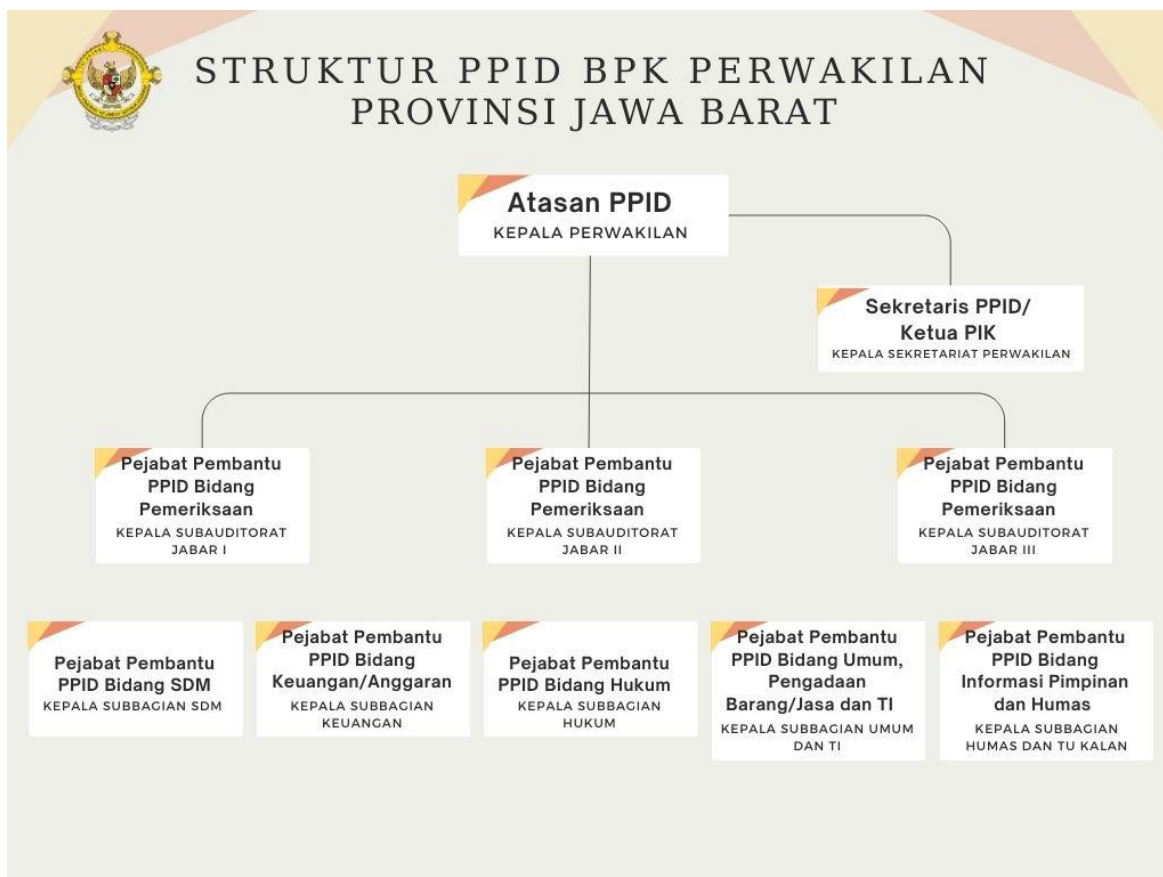 STRUKTUR PPID BPK PERWAKILAN
PROVINSI JAWA BARAT
Atasan PPID
KEPALA PERWAKILAN
Sekretaris PPID/
Ketua PIK
KEPALA SEKRETARIAT PERWAKILAN
Pejabat Pembantu
PPID Bidang
Pemeriksaan
KEPALA SUBAUDITORAT
JABAR I
Pejabat Pembantu
PPID Bidang
Pemeriksaan
KEPALA SUBAUDITORAT
JABAR II
Pejabat Pembantu
PPID Bidang
Pemeriksaan
KEPALA SUBAUDITORAT
JABAR III
Pejabat Pembantu
PPID Bidang SDM
KEPALA SUBBAGIAN SDM
Pejabat Pembantu
PPID Bidang
Keuangan/Anggaran
KEPALA SUBBAGIAN
KEUANGAN
Pejabat Pembantu
PPID Bidang Hukum
KEPALA SUBBAGIAN
HUKUM
Pejabat Pembantu
PPID Bidang Umum,
Pengadaan
Barang/Jasa dan TI
KEPALA SUBBAGIAN UMUM
DAN TI
Pejabat Pembantu
PPID Bidang
Informasi Pimpinan
dan Humas
KEPALA SUBBAGIAN
HUMAS DAN TU KALAN